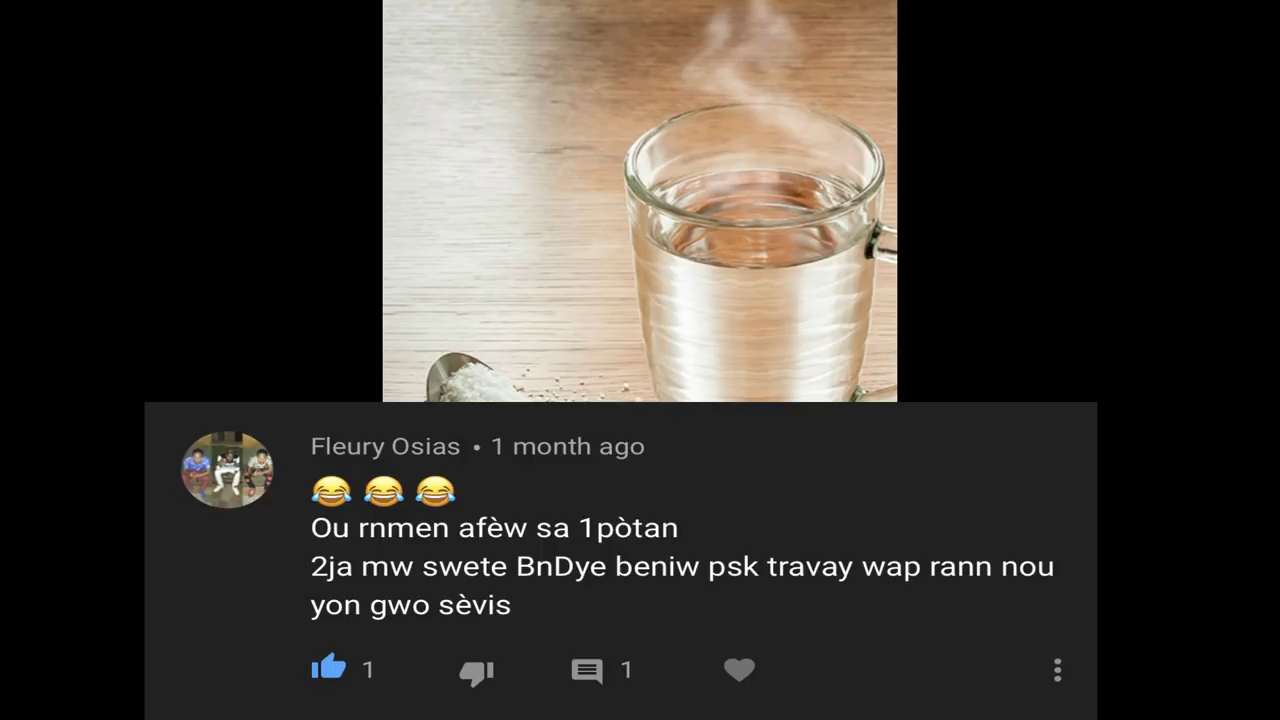 Fleury Osias • 1 month ago
😂 😂 😂
Ou rnmen afèw sa 1pòtan
2ja mw swete BnDye beniw psk travay wap rann nou
yon gwo sèvis
1 1